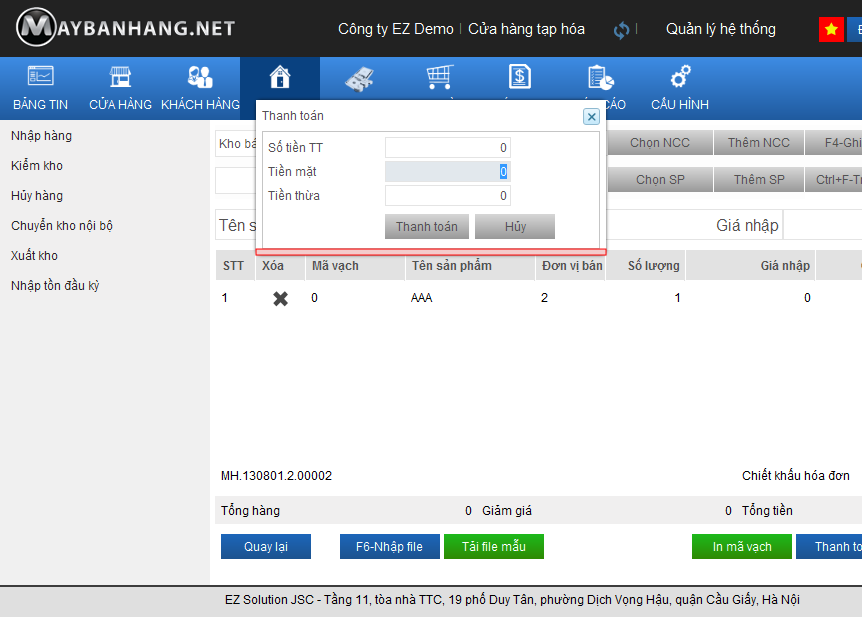 MAYBANHANG.NET
Công ty EZ Demo | Cửa hàng tạp hóa | Quản lý hệ thống
BẢNG TIN CỬA HÀNG KHÁCH HÀNG CẤU HÌNH
Nhập hàng
Kiểm kho
Hủy hàng
Chuyển kho nội bộ
Xuất kho
Nhập tồn đầu kỳ
Thanh toán
Số tiền TT 0
Tiền mặt 0
Tiền thừa 0
Thanh toán Hủy
Kho Chọn NCC Thêm NCC F4-Ghi
Chọn SP Thêm SP
Tên Giá nhập
STT Xóa Mã vạch Tên sản phẩm Đơn vị bán Số lượng Giá nhập
1 0 AAA 2 1 0
MH.130801.2.00002 Chiết khấu hóa đơn
Tổng hàng 0 Giảm giá 0 Tổng tiền
Quay lại F6-Nhập file Tải file mẫu In mã vạch Thanh
EZ Solution JSC - Tầng 11, tòa nhà TTC, 19 phố Duy Tân, phường Dịch Vọng Hậu, quận Cầu Giấy, Hà Nội